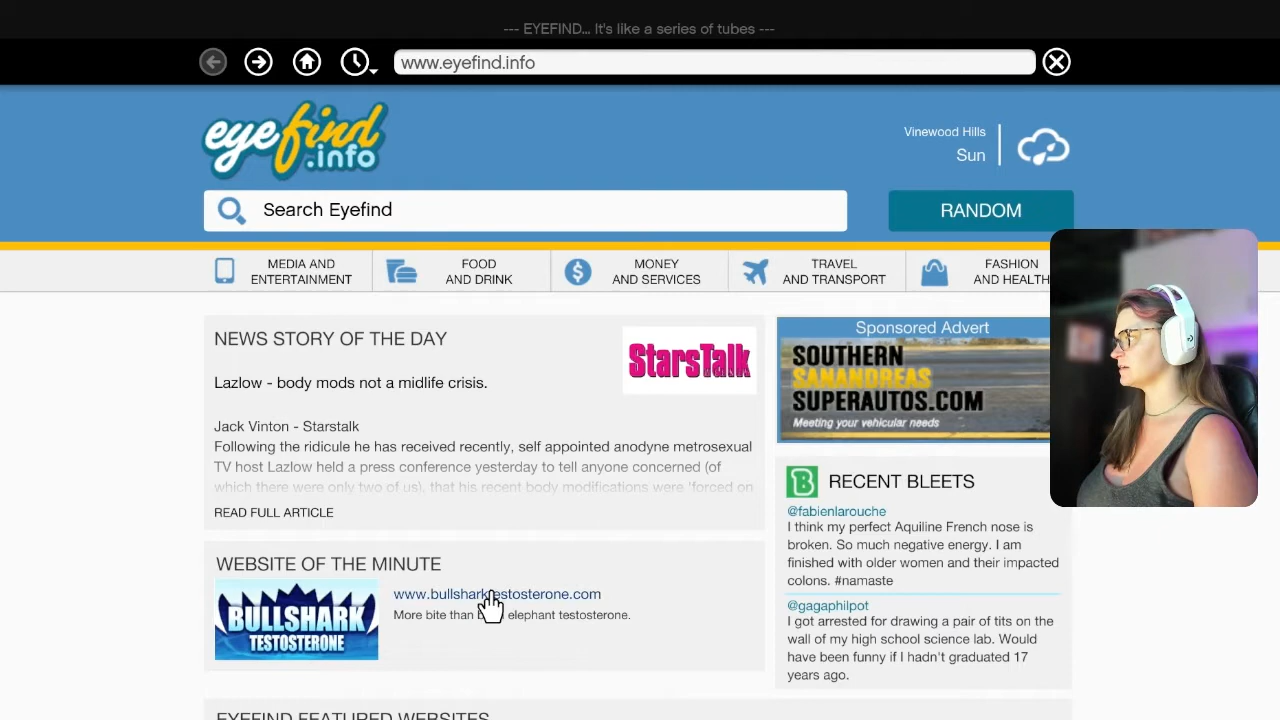 --- EYEFIND... It's like a series of tubes ---
www.eyefind.info
eyefind
.info
Vinewood Hills
Sun
Search Eyefind
RANDOM
MEDIA AND
ENTERTAINMENT
FOOD
AND DRINK
MONEY
AND SERVICES
TRAVEL
AND TRANSPORT
FASHION
AND HEALTH
NEWS STORY OF THE DAY
StarsTalk
Lazlow - body mods not a midlife crisis.
Jack Vinton - Starstalk
Following the ridicule he has received recently, self appointed anodyne metrosexual
TV host Lazlow held a press conference yesterday to tell anyone concerned (of
which there were only two of us), that his recent body modifications were 'forced on
READ FULL ARTICLE
WEBSITE OF THE MINUTE
BULLSHARK
TESTOSTERONE
www.bullsharktestosterone.com
More bite than elephant testosterone.
EYEFIND FEATURED WEBSITES
Sponsored Advert
SOUTHERN
SANANDREAS
SUPERAUTOS.COM
Meeting your vehicular needs
B
RECENT BLEETS
@fabienlarouche
I think my perfect Aquiline French nose is
broken. So much negative energy. I am
finished with older women and their impacted
colons. #namaste
@gagaphilpot
I got arrested for drawing a pair of tits on the
wall of my high school science lab. Would
have been funny if I hadn't graduated 17
years ago.